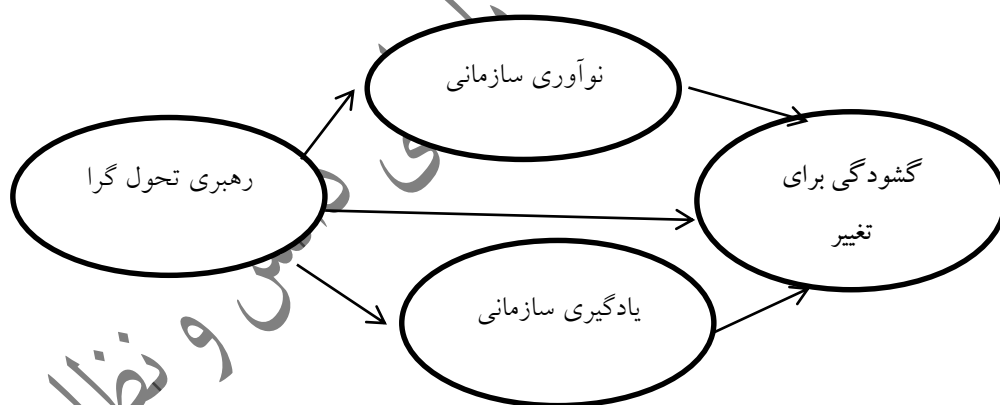 نوآوری سازمانی
رهبری تحول گرا
گشودگی برای
تغییر
یادگیری سازمانی